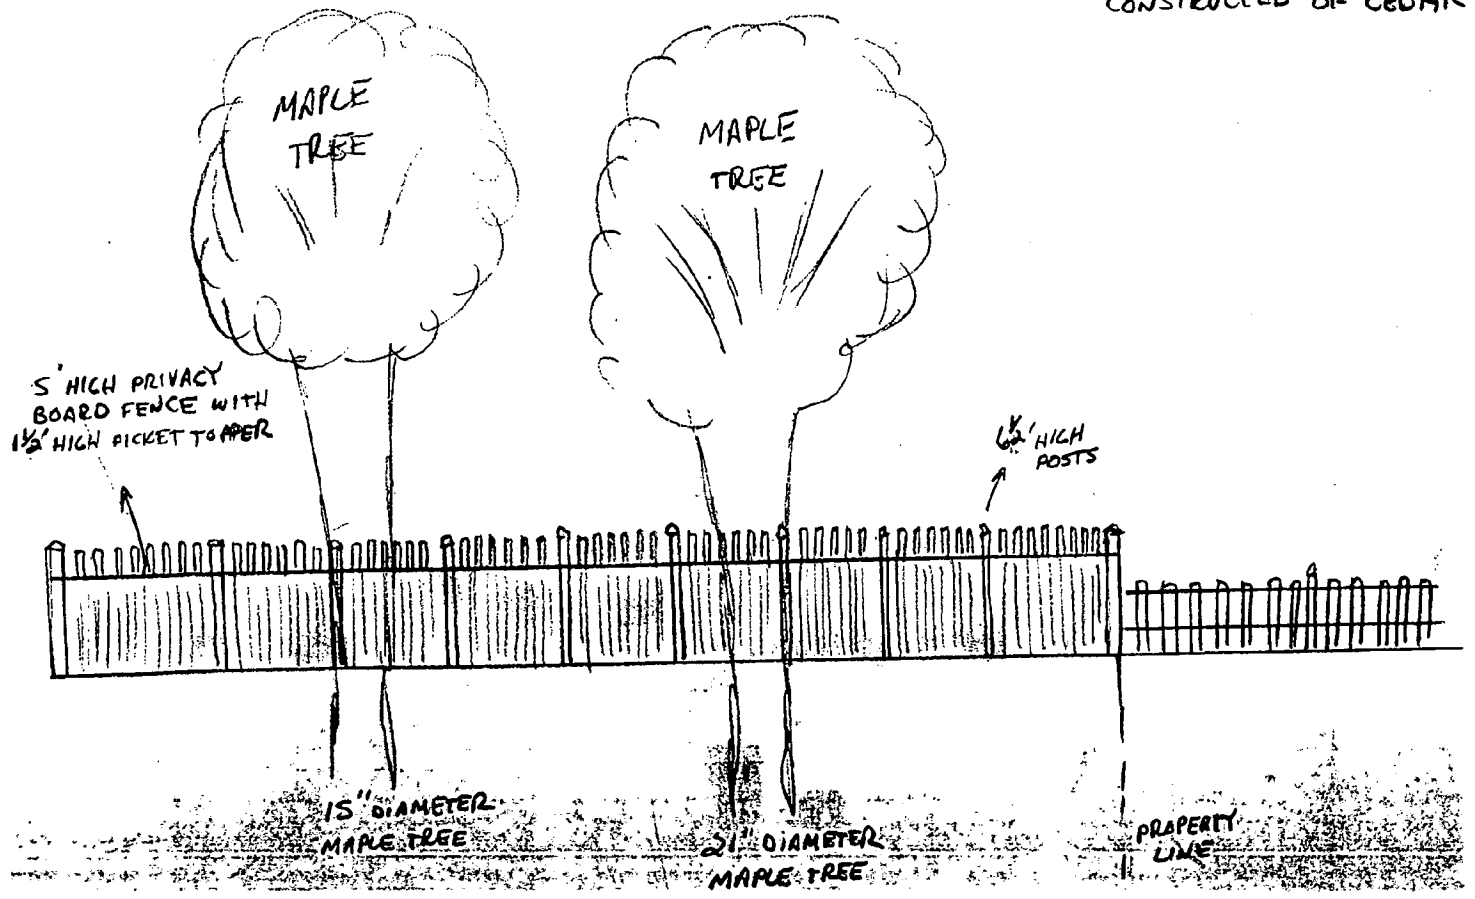 CONSTRUCTED OF CEDAR
MAPLE
TREE
MAPLE
TREE
5' HIGH PRIVACY
BOARD FENCE WITH
1½' HIGH PICKET TOPPER
6½' HIGH
POSTS
15" DIAMETER
MAPLE TREE
21" DIAMETER
MAPLE TREE
PROPERTY
LINE